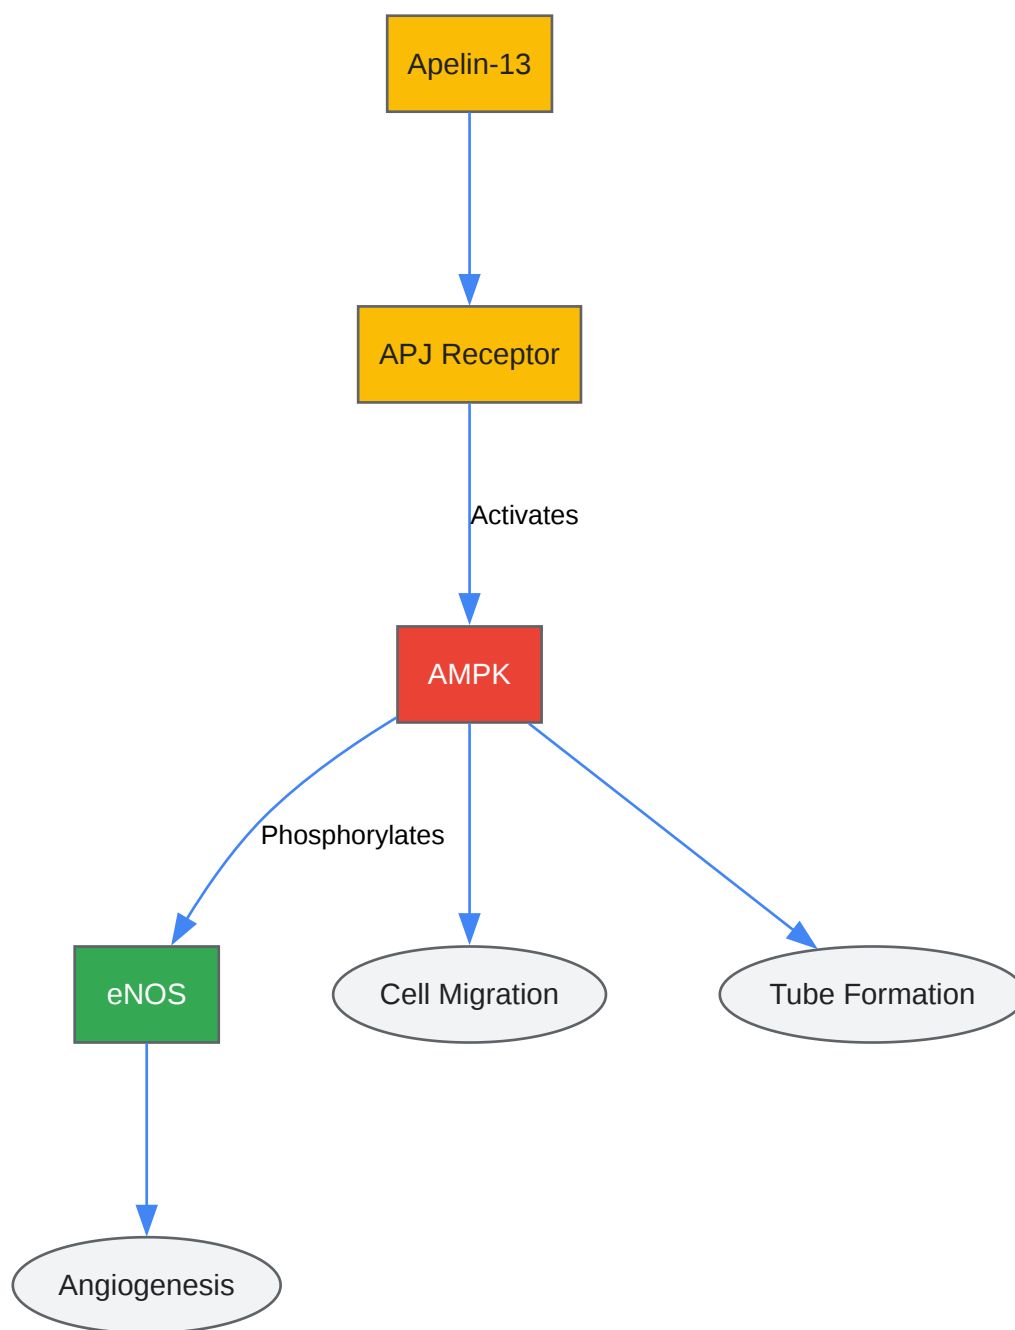 Apelin-13
APJ Receptor
Activates
AMPK
Phosphorylates
eNOS
Cell Migration
Tube Formation
Angiogenesis